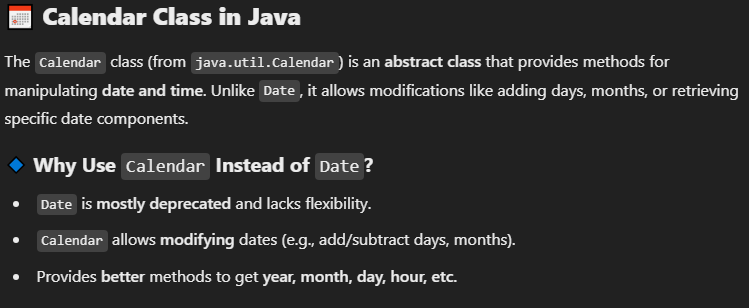 Calendar Class in Java
The Calendar class (from java.util.Calendar) is an abstract class that provides methods for
manipulating date and time. Unlike Date, it allows modifications like adding days, months, or retrieving
specific date components.
Why Use Calendar Instead of Date?
• Date is mostly deprecated and lacks flexibility.
• Calendar allows modifying dates (e.g., add/subtract days, months).
• Provides better methods to get year, month, day, hour, etc.